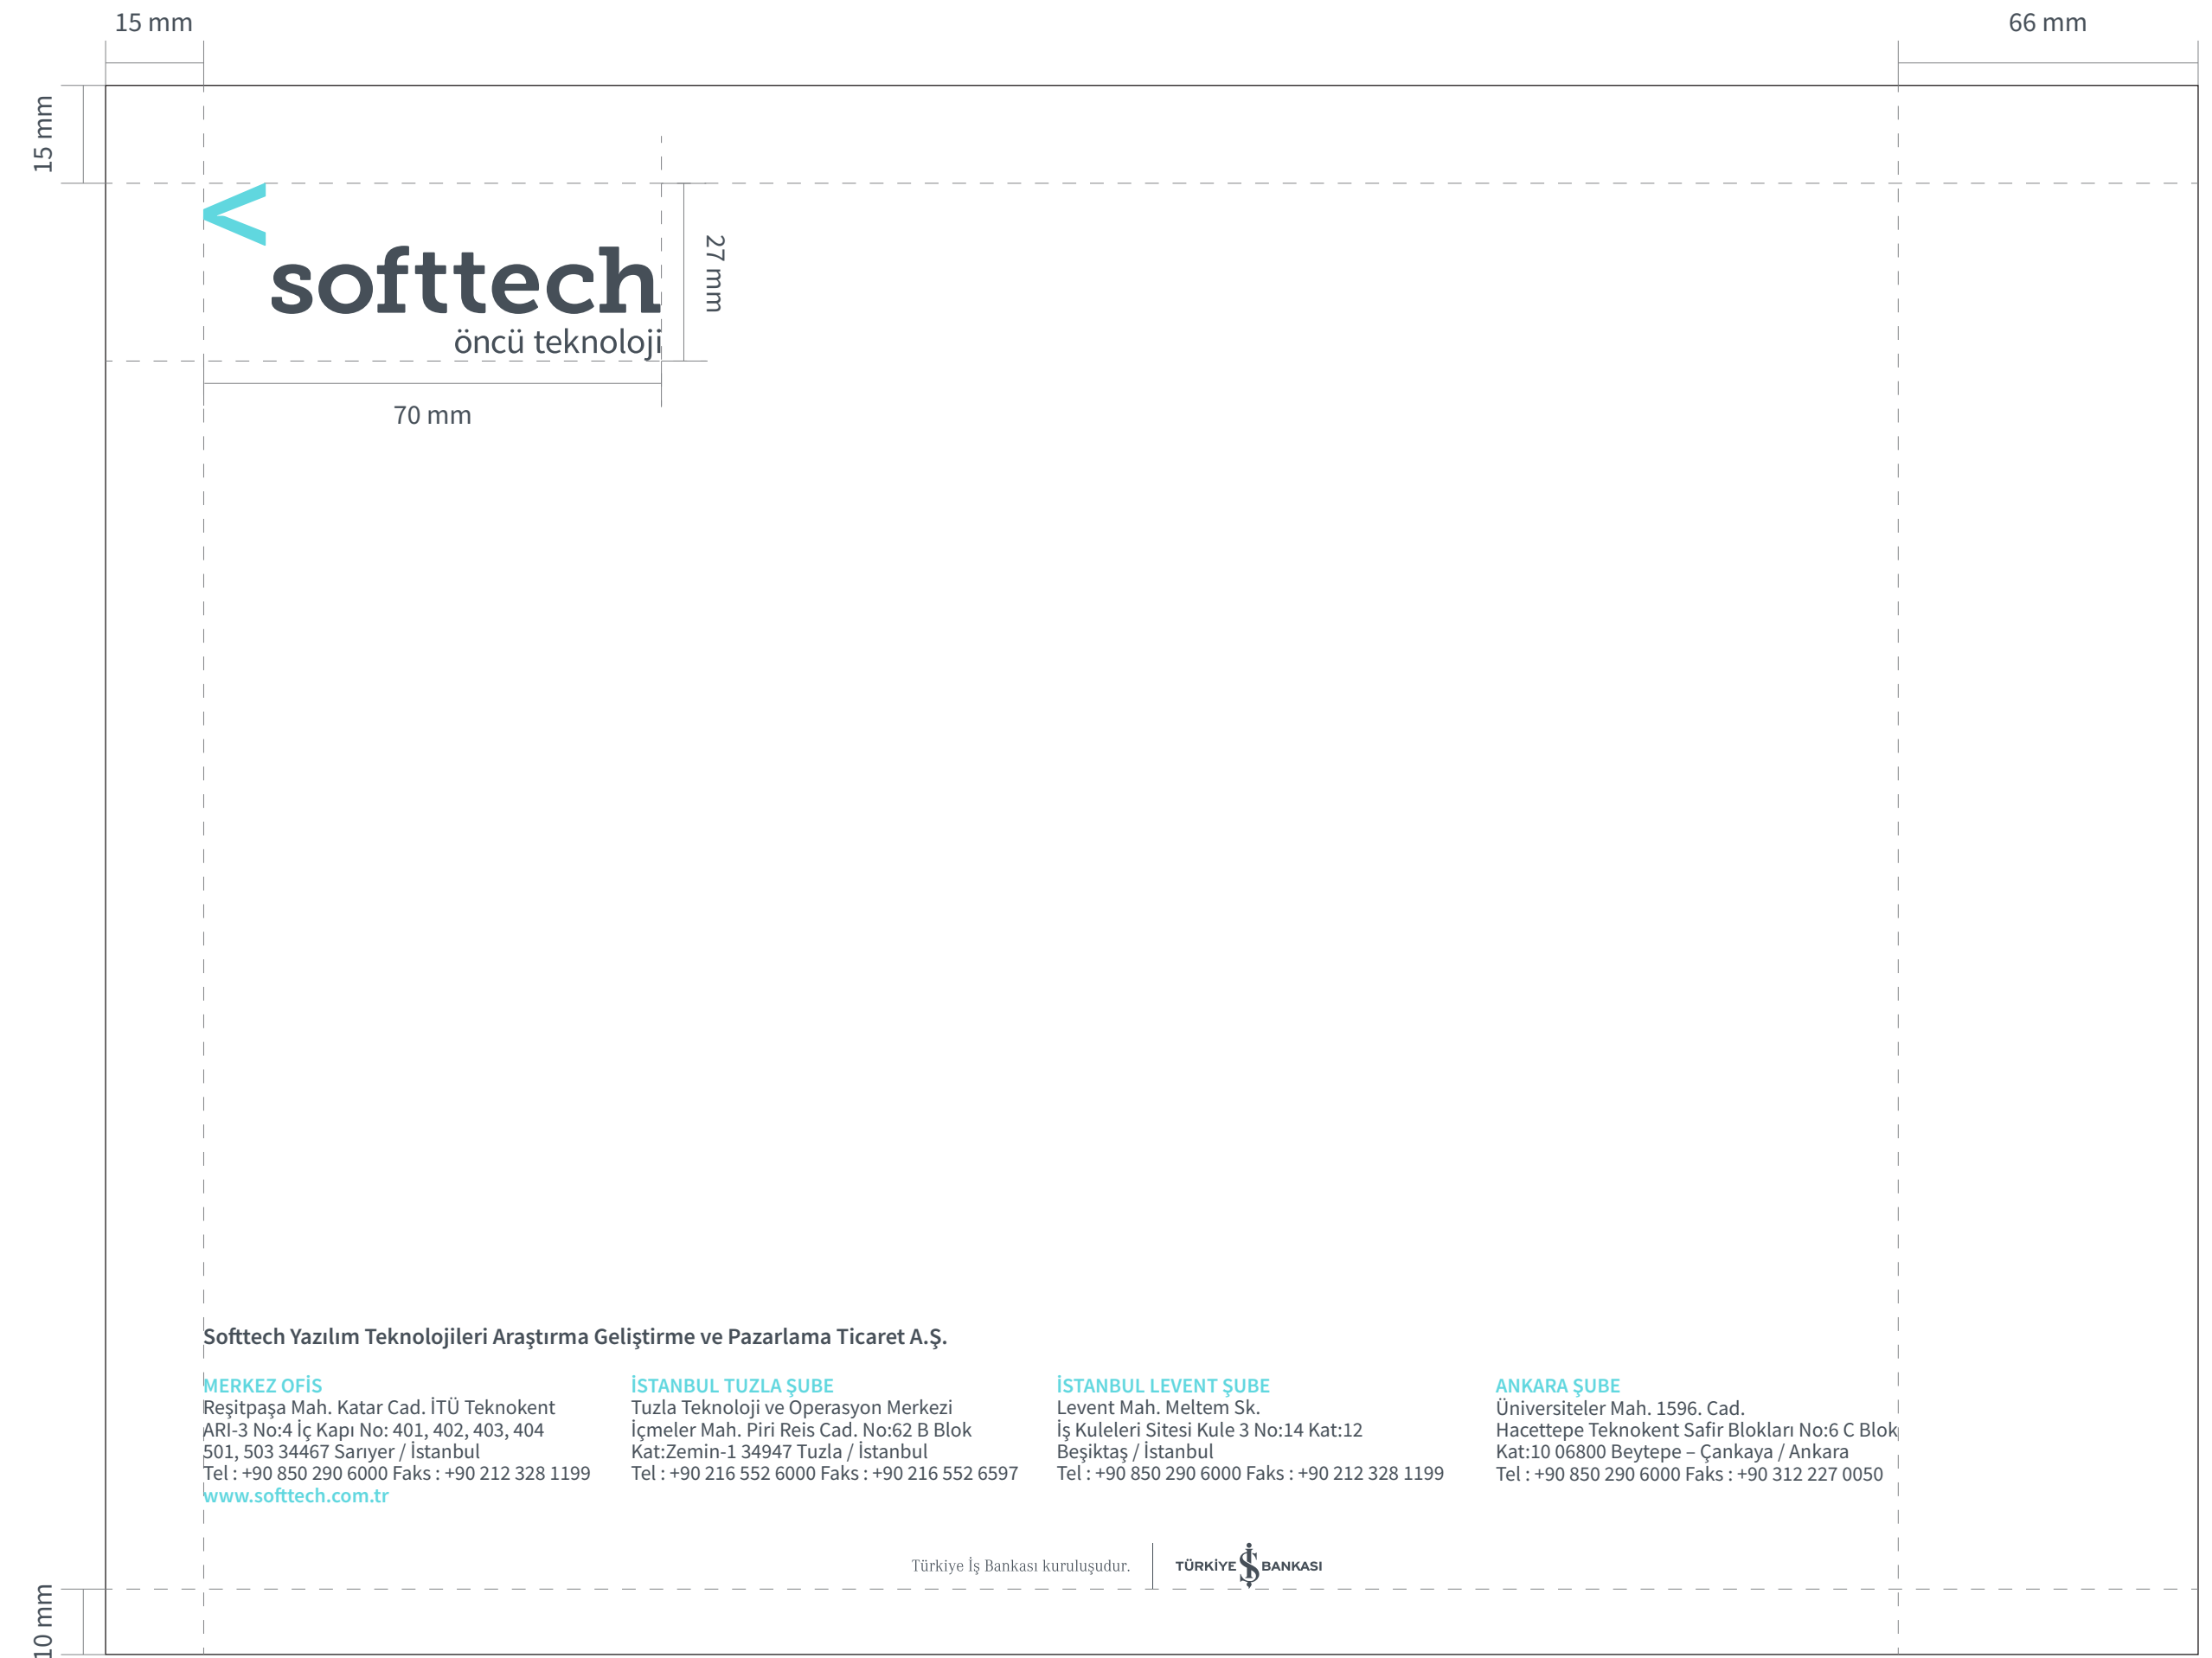 15 mm
66 mm
15 mm
softtech
öncü teknoloji
27 mm
70 mm
Softtech Yazılım Teknolojileri Araştırma Geliştirme ve Pazarlama Ticaret A.Ş.
MERKEZ OFİS
Reşitpaşa Mah. Katar Cad. İTÜ Teknokent
ARI-3 No:4 İç Kapı No: 401, 402, 403, 404
501, 503 34467 Sarıyer / İstanbul
Tel : +90 850 290 6000 Faks : +90 212 328 1199
www.softtech.com.tr
İSTANBUL TUZLA ŞUBE
Tuzla Teknoloji ve Operasyon Merkezi
İçmeler Mah. Piri Reis Cad. No:62 B Blok
Kat:Zemin-1 34947 Tuzla / İstanbul
Tel : +90 216 552 6000 Faks : +90 216 552 6597
İSTANBUL LEVENT ŞUBE
Levent Mah. Meltem Sk.
İş Kuleleri Sitesi Kule 3 No:14 Kat:12
Beşiktaş / İstanbul
Tel : +90 850 290 6000 Faks : +90 212 328 1199
ANKARA ŞUBE
Üniversiteler Mah. 1596. Cad.
Hacettepe Teknokent Safir Blokları No:6 C Blok
Kat:10 06800 Beytepe – Çankaya / Ankara
Tel : +90 850 290 6000 Faks : +90 312 227 0050
Türkiye İş Bankası kuruluşudur.
TÜRKİYE İŞ BANKASI
10 mm